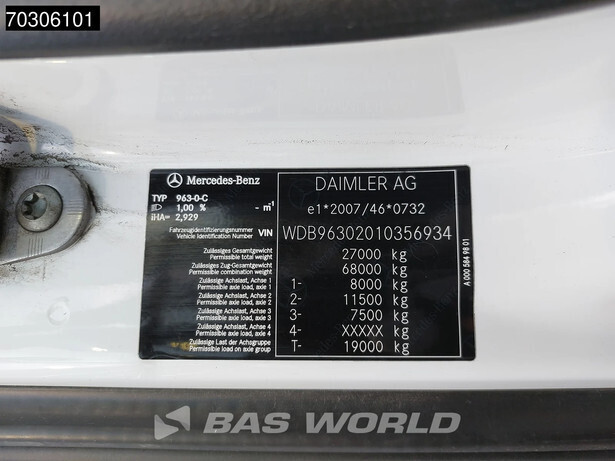 70306101
Mercedes-Benz
DAIMLER AG
TYP 963-0-C
1,00 % - m-1
iHA= 2,929
e1*2007/46*0732
Fahrzeugidentifizierungsnummer
Vehicle Identification Number VIN WDB96302010356934
Zulässiges Gesamtgewicht
Permissible total weight 27000 kg
Zulässiges Zug-Gesamtgewicht
Permissible combination weight 68000 kg
Zulässige Achslast, Achse 1
Permissible axle load, axle 1 1- 8000 kg
Zulässige Achslast, Achse 2
Permissible axle load, axle 2 2- 11500 kg
Zulässige Achslast, Achse 3
Permissible axle load, axle 3 3- 7500 kg
Zulässige Achslast, Achse 4
Permissible axle load, axle 4 4- XXXXX kg
Zulässige Last der Achsgruppe
Permissible load on axle group T- 19000 kg
A 000 584 98 01
BAS WORLD